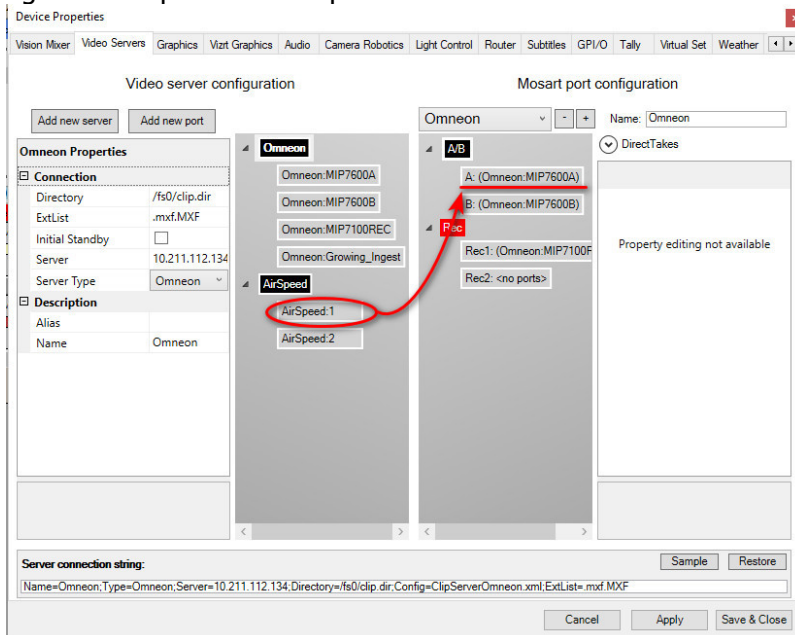 Device Properties
Vision Mixer Video Servers Graphics Vizrt Graphics Audio Camera Robotics Light Control Router Subtitles GPI/O Tally Virtual Set Weather
Video server configuration
Mosart port configuration
Add new server Add new port
Omneon - + Name: Omneon
Omneon Properties
Connection
Directory /fs0/clip.dir
ExtList .mxf.MXF
Initial Standby
Server 10.211.112.134
Server Type Omneon
Description
Alias
Name Omneon
Omneon
Omneon:MIP7600A
Omneon:MIP7600B
Omneon:MIP7100REC
Omneon:Growing_Ingest
AirSpeed
AirSpeed:1
AirSpeed:2
A/B
A: (Omneon:MIP7600A)
B: (Omneon:MIP7600B)
Rec
Rec1: (Omneon:MIP7100F
Rec2: <no ports>
DirectTakes
Property editing not available
Server connection string:
Sample Restore
Name=Omneon;Type=Omneon;Server=10.211.112.134;Directory=/fs0/clip.dir;Config=ClipServerOmneon.xml;ExtList=.mxf.MXF
Cancel Apply Save & Close